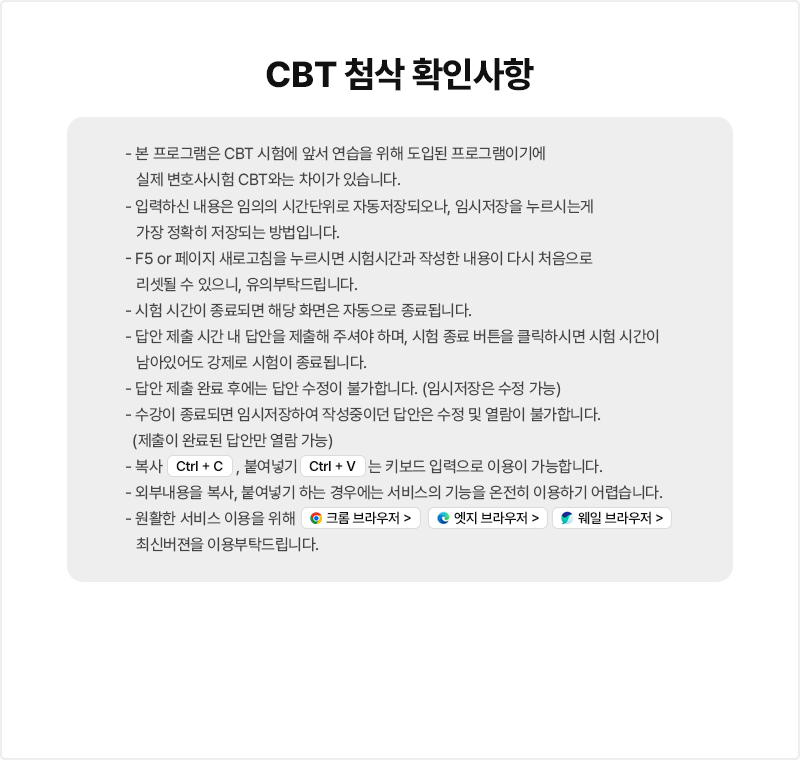 CBT 첨삭 확인사항
- 본 프로그램은 CBT 시험에 앞서 연습을 위해 도입된 프로그램이기에
실제 변호사시험 CBT와는 차이가 있습니다.
- 입력하신 내용은 임의의 시간단위로 자동저장되오나, 임시저장을 누르시는게
가장 정확히 저장되는 방법입니다.
- F5 or 페이지 새로고침을 누르시면 시험시간과 작성한 내용이 다시 처음으로
리셋될 수 있으니, 유의부탁드립니다.
- 시험 시간이 종료되면 해당 화면은 자동으로 종료됩니다.
- 답안 제출 시간 내 답안을 제출해 주셔야 하며, 시험 종료 버튼을 클릭하시면 시험 시간이
남아있어도 강제로 시험이 종료됩니다.
- 답안 제출 완료 후에는 답안 수정이 불가합니다. (임시저장은 수정 가능)
- 수강이 종료되면 임시저장하여 작성중이던 답안은 수정 및 열람이 불가합니다.
(제출이 완료된 답안만 열람 가능)
- 복사 Ctrl + C , 붙여넣기 Ctrl + V 는 키보드 입력으로 이용이 가능합니다.
- 외부내용을 복사, 붙여넣기 하는 경우에는 서비스의 기능을 온전히 이용하기 어렵습니다.
- 원활한 서비스 이용을 위해 크롬 브라우저 > 엣지 브라우저 > 웨일 브라우저 >
최신버젼을 이용부탁드립니다.